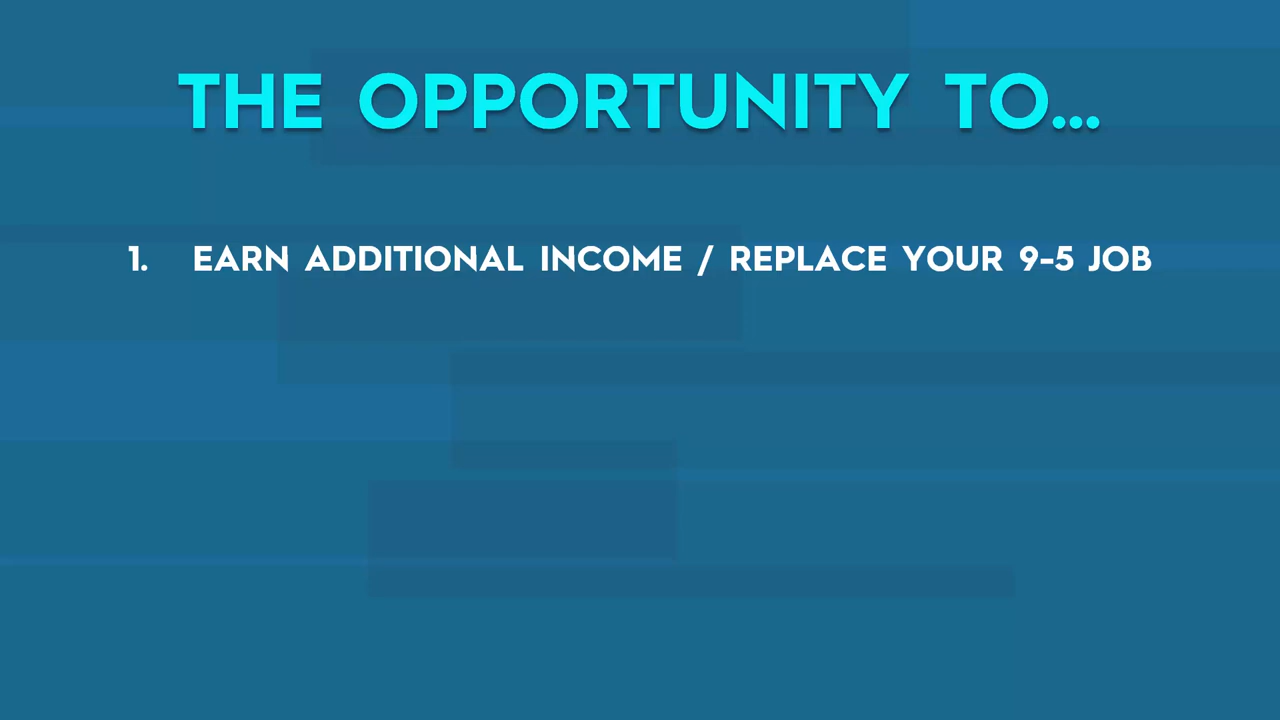 THE OPPORTUNITY TO...
1. EARN ADDITIONAL INCOME / REPLACE YOUR 9-5 JOB